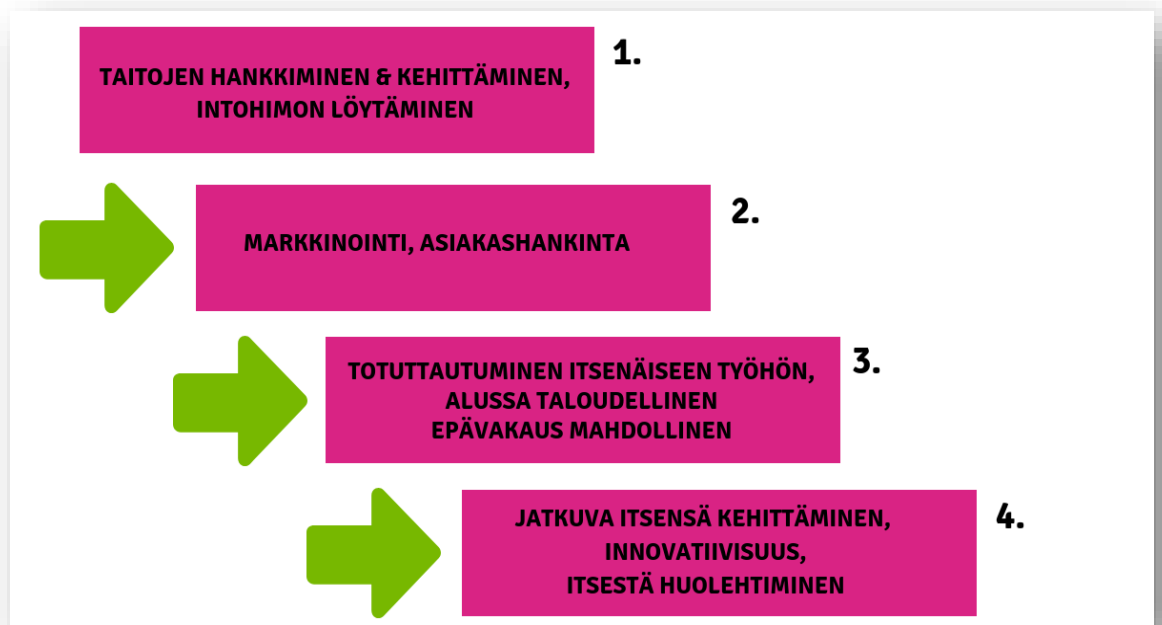 1.
TAITOJEN HANKKIMINEN & KEHITTÄMINEN,
INTOHIMON LÖYTÄMINEN
2.
MARKKINOINTI, ASIAKASHANKINTA
3.
TOTUTTAUTUMINEN ITSENÄISEEN TYÖHÖN,
ALUSSA TALOUDELLINEN
EPÄVAKAUS MAHDOLLINEN
4.
JATKUVA ITSENSÄ KEHITTÄMINEN,
INNOVATIIVISUUS,
ITSESTÄ HUOLEHTIMINEN